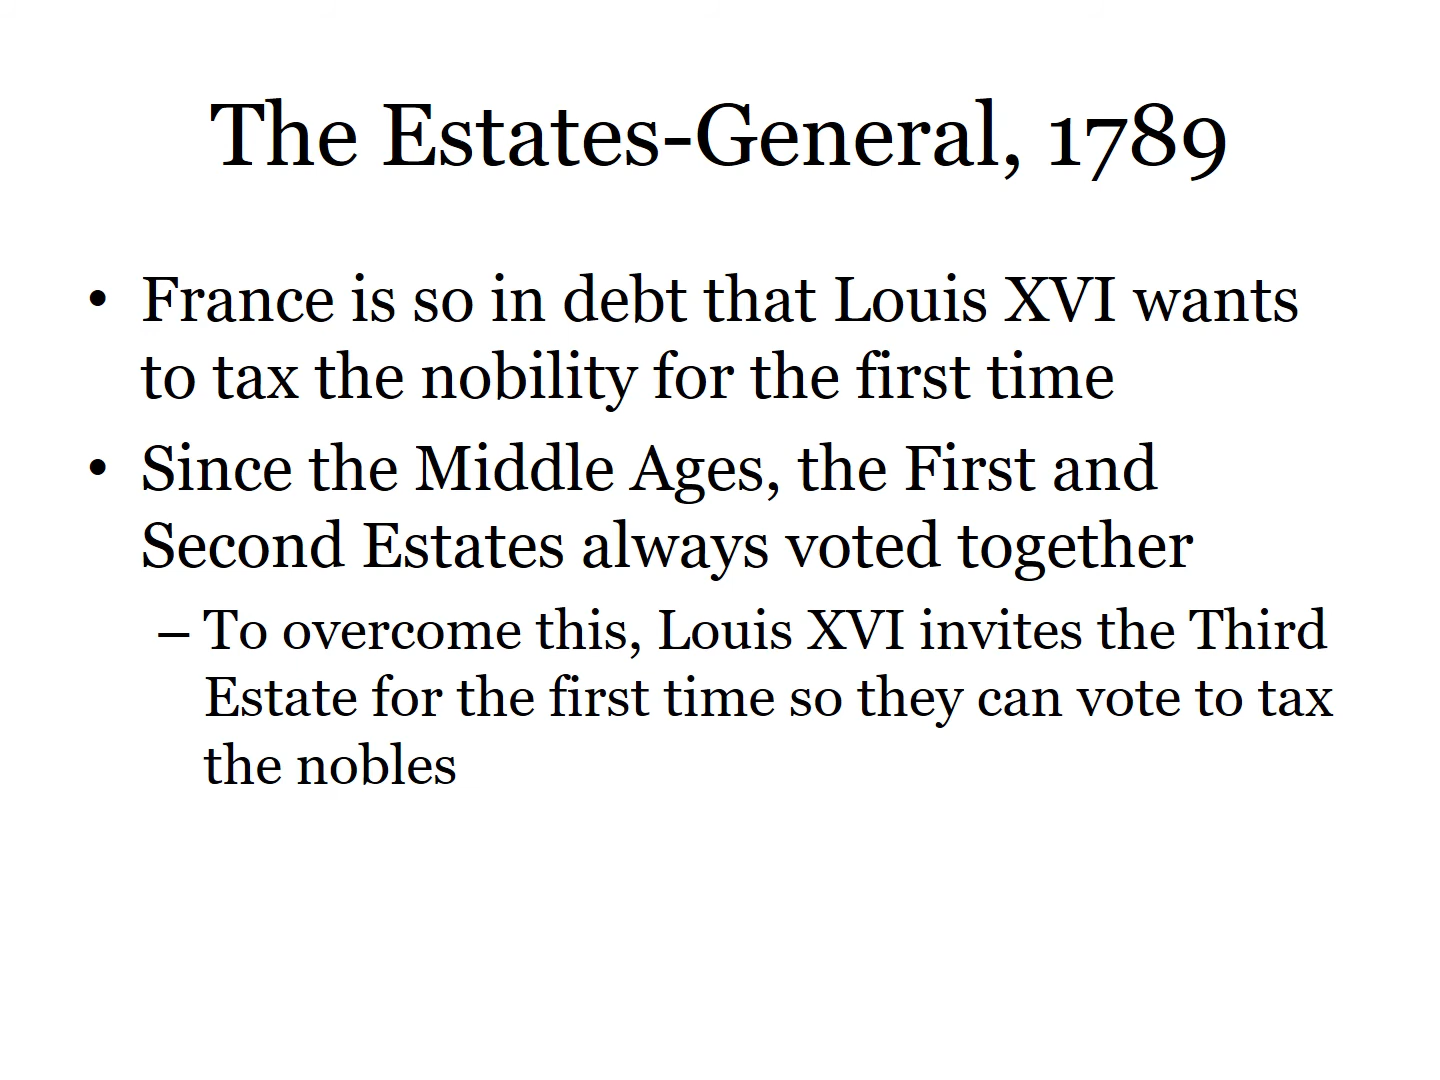 The Estates-General, 1789
• France is so in debt that Louis XVI wants
to tax the nobility for the first time
• Since the Middle Ages, the First and
Second Estates always voted together
– To overcome this, Louis XVI invites the Third
Estate for the first time so they can vote to tax
the nobles